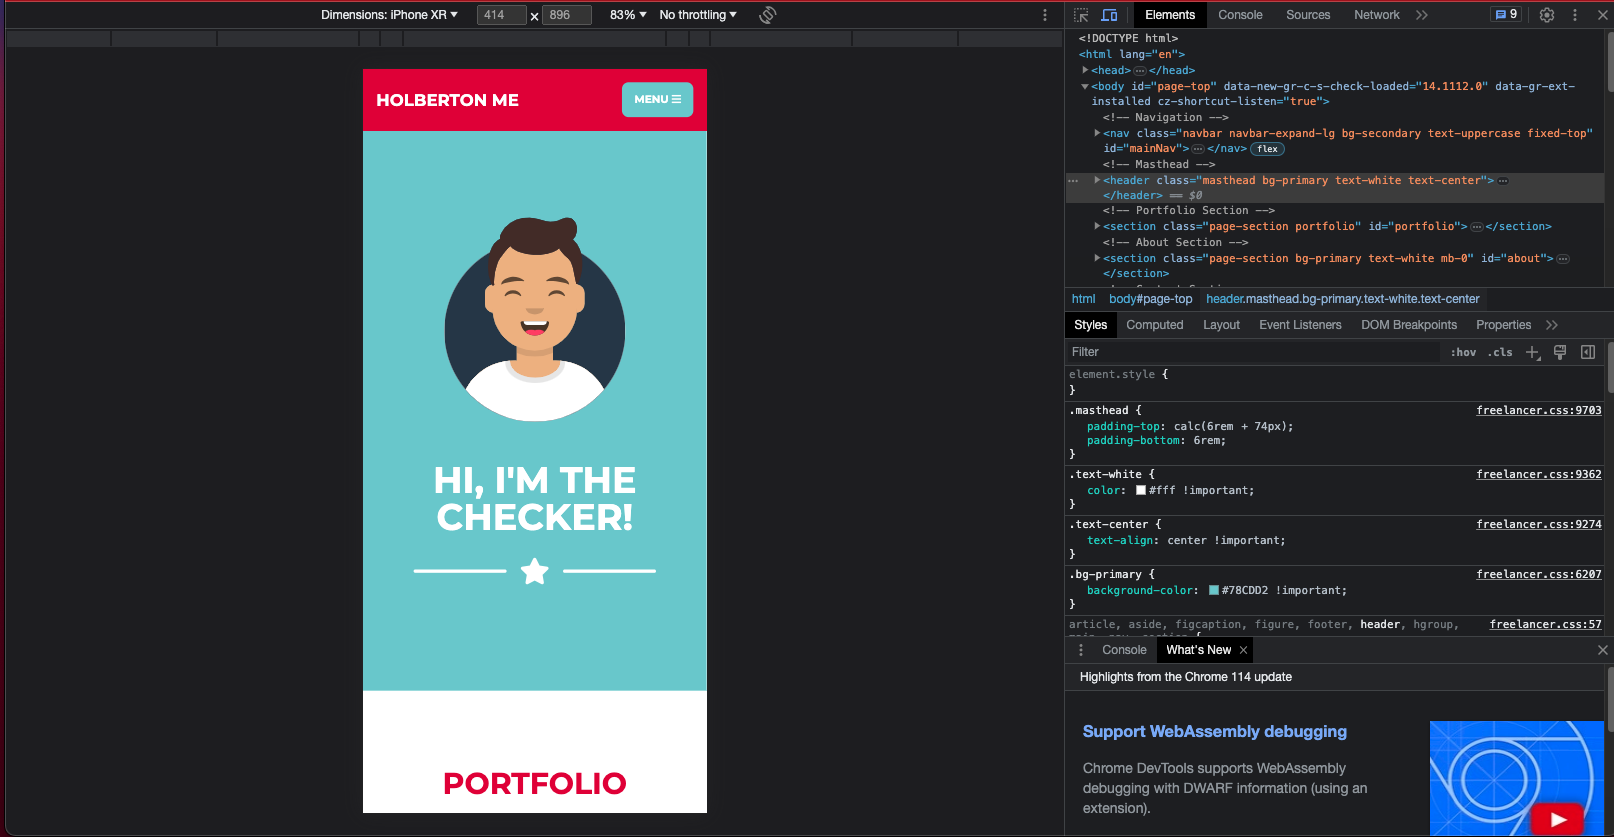 Dimensions: iPhone XR ▼ 414 × 896 83% ▼ No throttling ▼
HOLBERTON ME
MENU ☰
HI, I'M THE
CHECKER!
PORTFOLIO
Elements Console Sources Network 9
<!DOCTYPE html>
<html lang="en">
<head> … </head>
<body id="page-top" data-new-gr-c-s-check-loaded="14.1112.0" data-gr-ext-
installed cz-shortcut-listen="true">
<!-- Navigation -->
<nav class="navbar navbar-expand-lg bg-secondary text-uppercase fixed-top"
id="mainNav"> … </nav> flex
<!-- Masthead -->
<header class="masthead bg-primary text-white text-center"> …
</header> == $0
<!-- Portfolio Section -->
<section class="page-section portfolio" id="portfolio"> … </section>
<!-- About Section -->
<section class="page-section bg-primary text-white mb-0" id="about"> …
</section>
html body#page-top header.masthead.bg-primary.text-white.text-center
Styles Computed Layout Event Listeners DOM Breakpoints Properties
Filter :hov .cls
element.style {
}
.masthead { freelancer.css:9703
padding-top: calc(6rem + 74px);
padding-bottom: 6rem;
}
.text-white { freelancer.css:9362
color: #fff !important;
}
.text-center { freelancer.css:9274
text-align: center !important;
}
.bg-primary { freelancer.css:6207
background-color: #78CDD2 !important;
}
article, aside, figcaption, figure, footer, header, hgroup, freelancer.css:57
Console What's New
Highlights from the Chrome 114 update
Support WebAssembly debugging
Chrome DevTools supports WebAssembly
debugging with DWARF information (using an
extension).